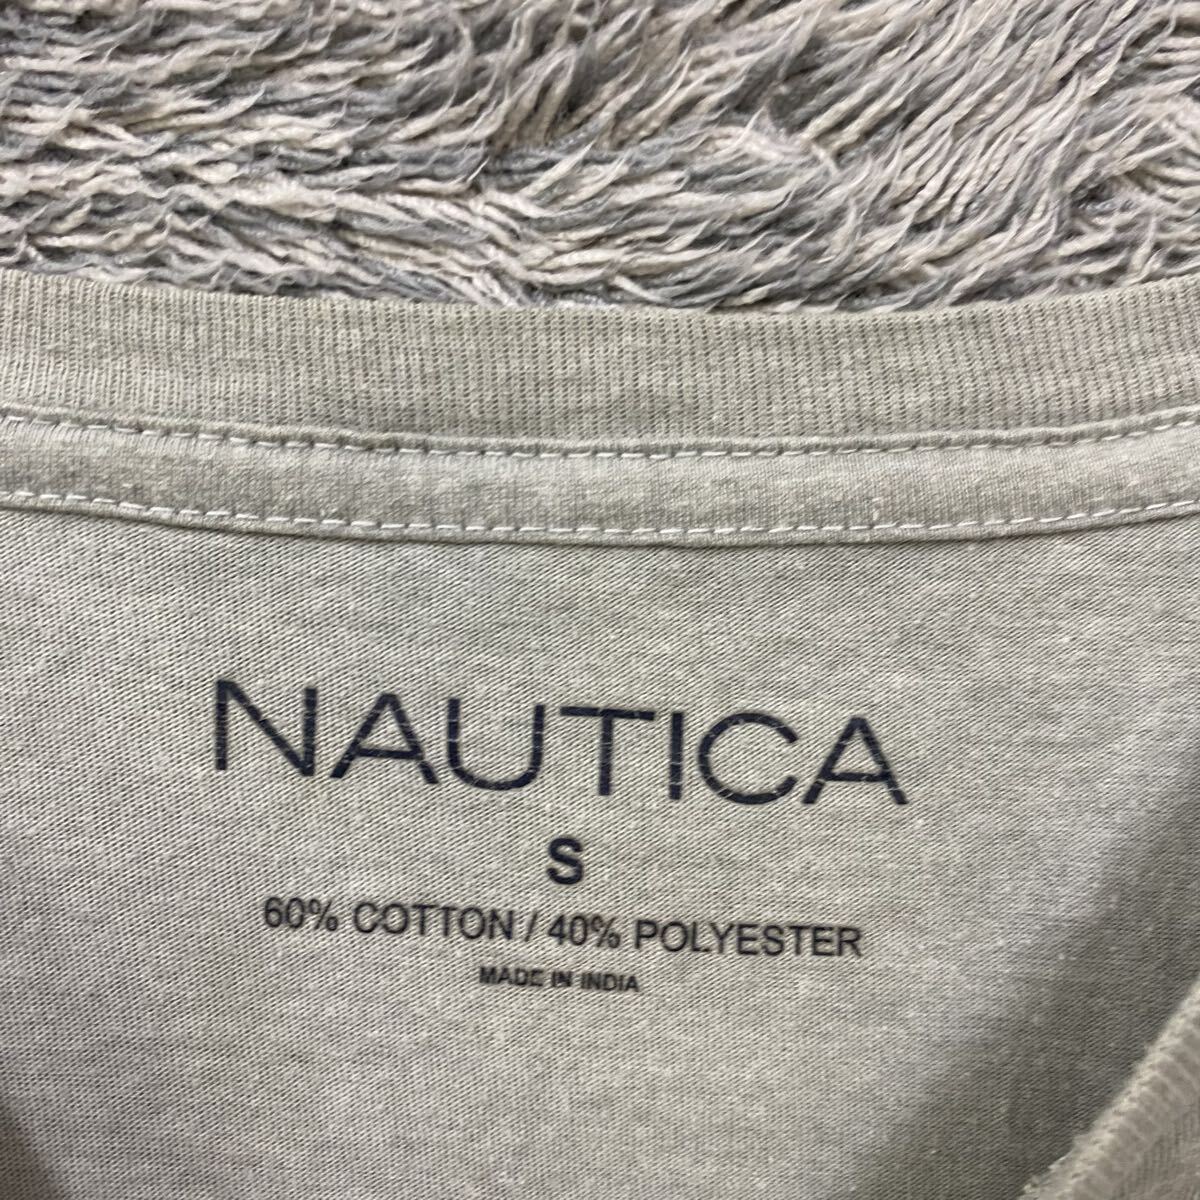 NAUTICA
S
60% COTTON / 40% POLYESTER
MADE IN INDIA